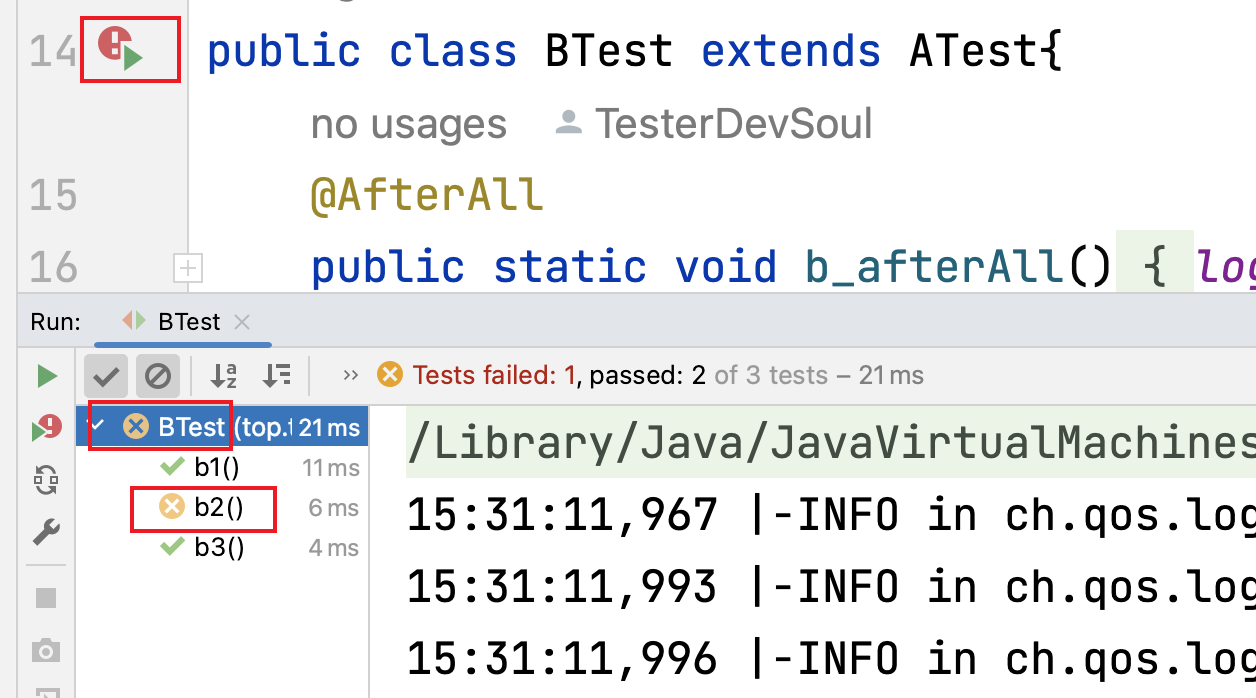 14 public class BTest extends ATest{
no usages TesterDevSoul
15 @AfterAll
16 public static void b_afterAll() { log
Run: BTest
Tests failed: 1, passed: 2 of 3 tests – 21 ms
BTest (top.t 21 ms
/Library/Java/JavaVirtualMachines
b1() 11 ms
b2() 6 ms
15:31:11,967 |-INFO in ch.qos.log
b3() 4 ms
15:31:11,993 |-INFO in ch.qos.log
15:31:11,996 |-INFO in ch.qos.log